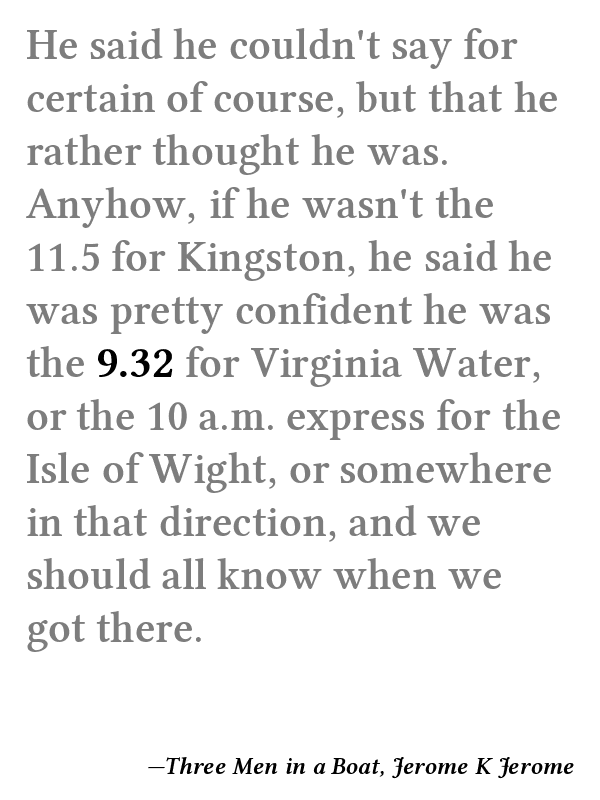 He said he couldn't say for
certain of course, but that he
rather thought he was.
Anyhow, if he wasn't the
11.5 for Kingston, he said he
was pretty confident he was
the 9.32 for Virginia Water,
or the 10 a.m. express for the
Isle of Wight, or somewhere
in that direction, and we
should all know when we
got there.
—Three Men in a Boat, Jerome K Jerome